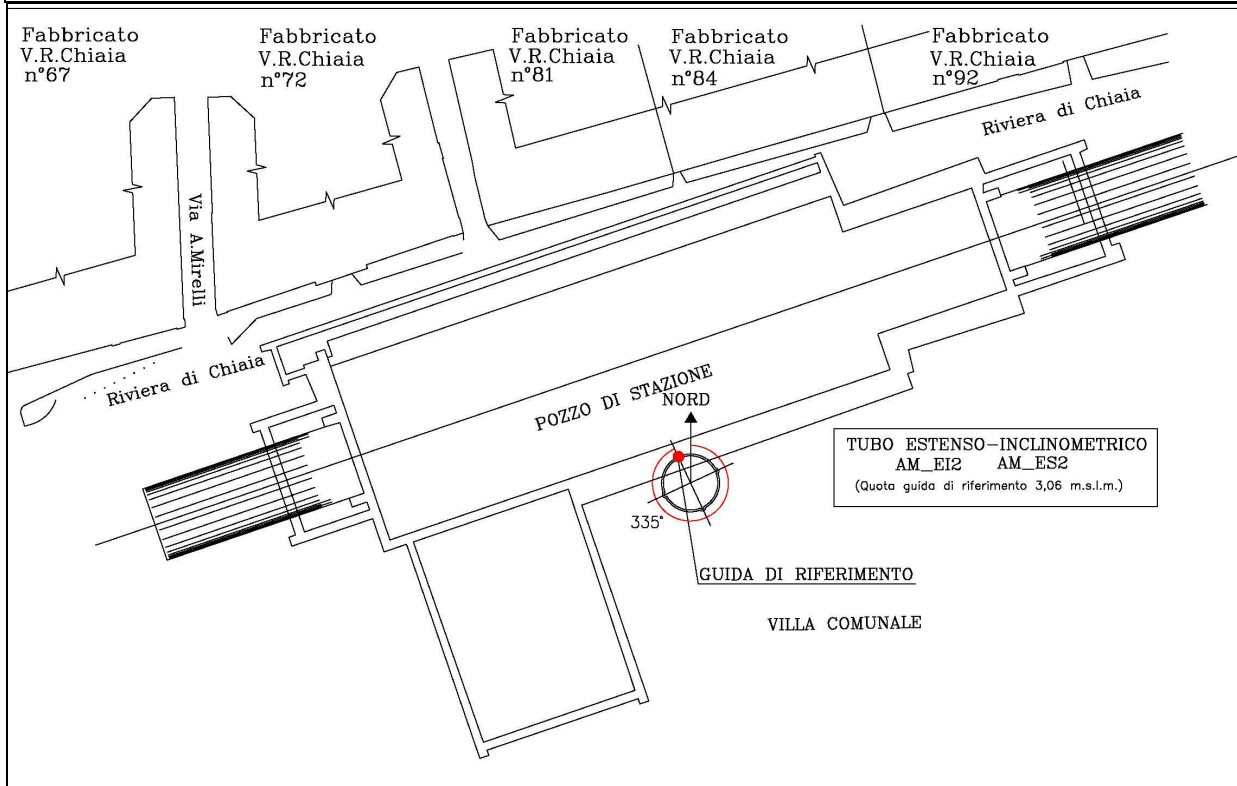 Fabbricato
V.R.Chiaia
n°67
Fabbricato
V.R.Chiaia
n°72
Fabbricato
V.R.Chiaia
n°81
Fabbricato
V.R.Chiaia
n°84
Fabbricato
V.R.Chiaia
n°92
Riviera di Chiaia
Via A.Mirelli
Riviera di Chiaia
POZZO DI STAZIONE
NORD
TUBO ESTENSO-INCLINOMETRICO
AM_EI2 AM_ES2
(Quota guida di riferimento 3,06 m.s.l.m.)
335°
GUIDA DI RIFERIMENTO
VILLA COMUNALE